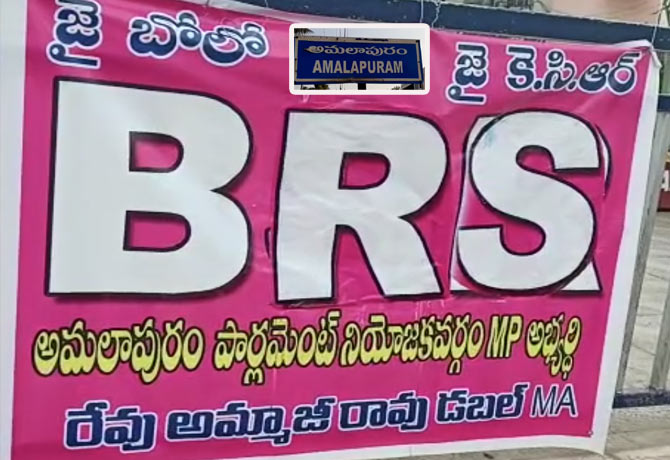 జై బోలో
అమలాపురం
AMALAPURAM
జై కె.సి.ఆర్
BRS
అమలాపురం పార్లమెంట్ నియోజకవర్గం MP అభ్యర్థి
రేవు అమ్మాజీ రావు డబల్ MA